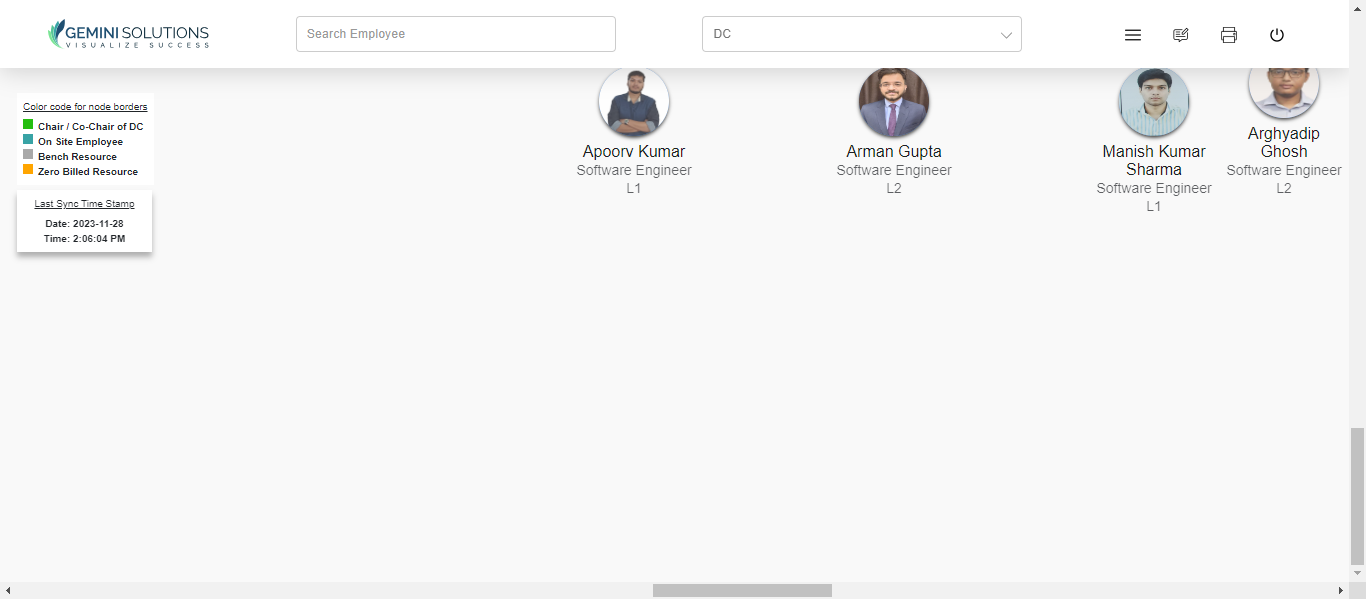 GEMINI SOLUTIONS
VISUALIZE SUCCESS
Search Employee
DC
Color code for node borders
Chair / Co-Chair of DC
On Site Employee
Bench Resource
Zero Billed Resource
Last Sync Time Stamp
Date: 2023-11-28
Time: 2:06:04 PM
Apoorv Kumar
Software Engineer
L1
Arman Gupta
Software Engineer
L2
Manish Kumar
Sharma
Software Engineer
L1
Arghyadip
Ghosh
Software Engineer
L2